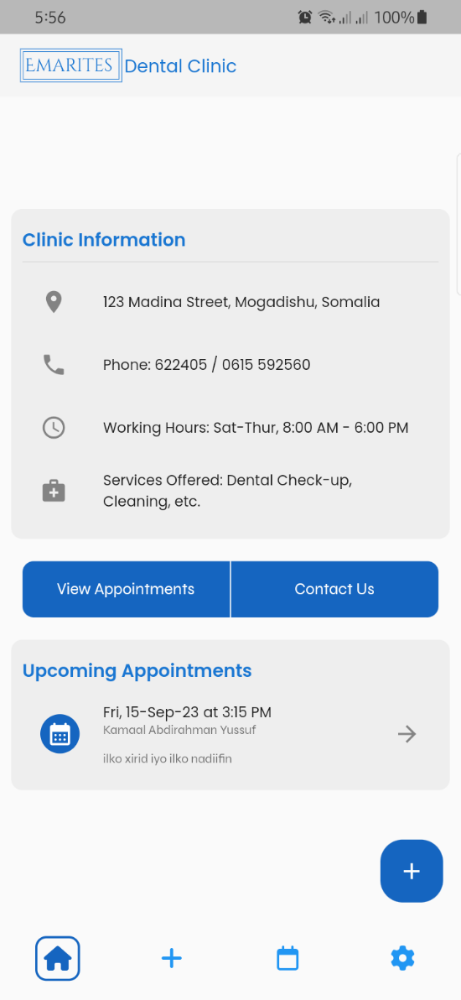 5:56
100%
EMARITES Dental Clinic
Clinic Information
123 Madina Street, Mogadishu, Somalia
Phone: 622405 / 0615 592560
Working Hours: Sat-Thur, 8:00 AM - 6:00 PM
Services Offered: Dental Check-up,
Cleaning, etc.
View Appointments
Contact Us
Upcoming Appointments
Fri, 15-Sep-23 at 3:15 PM
Kamaal Abdirahman Yussuf
ilko xirid iyo ilko nadiifin